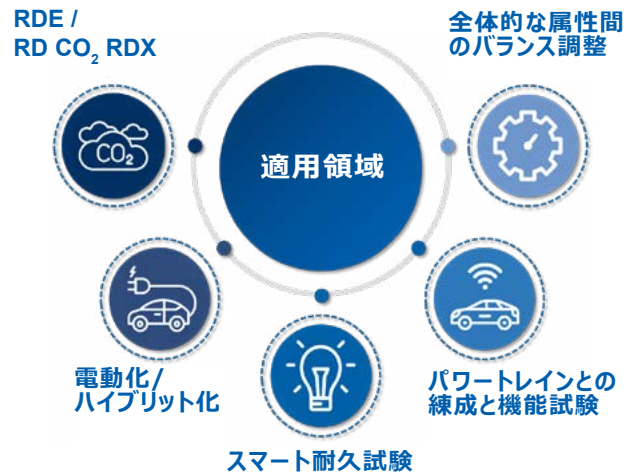 RDE /
RD CO₂ RDX
全体的な属性間
のバランス調整
CO₂
適用領域
電動化/
ハイブリット化
パワートレインとの
練成と機能試験
スマート耐久試験